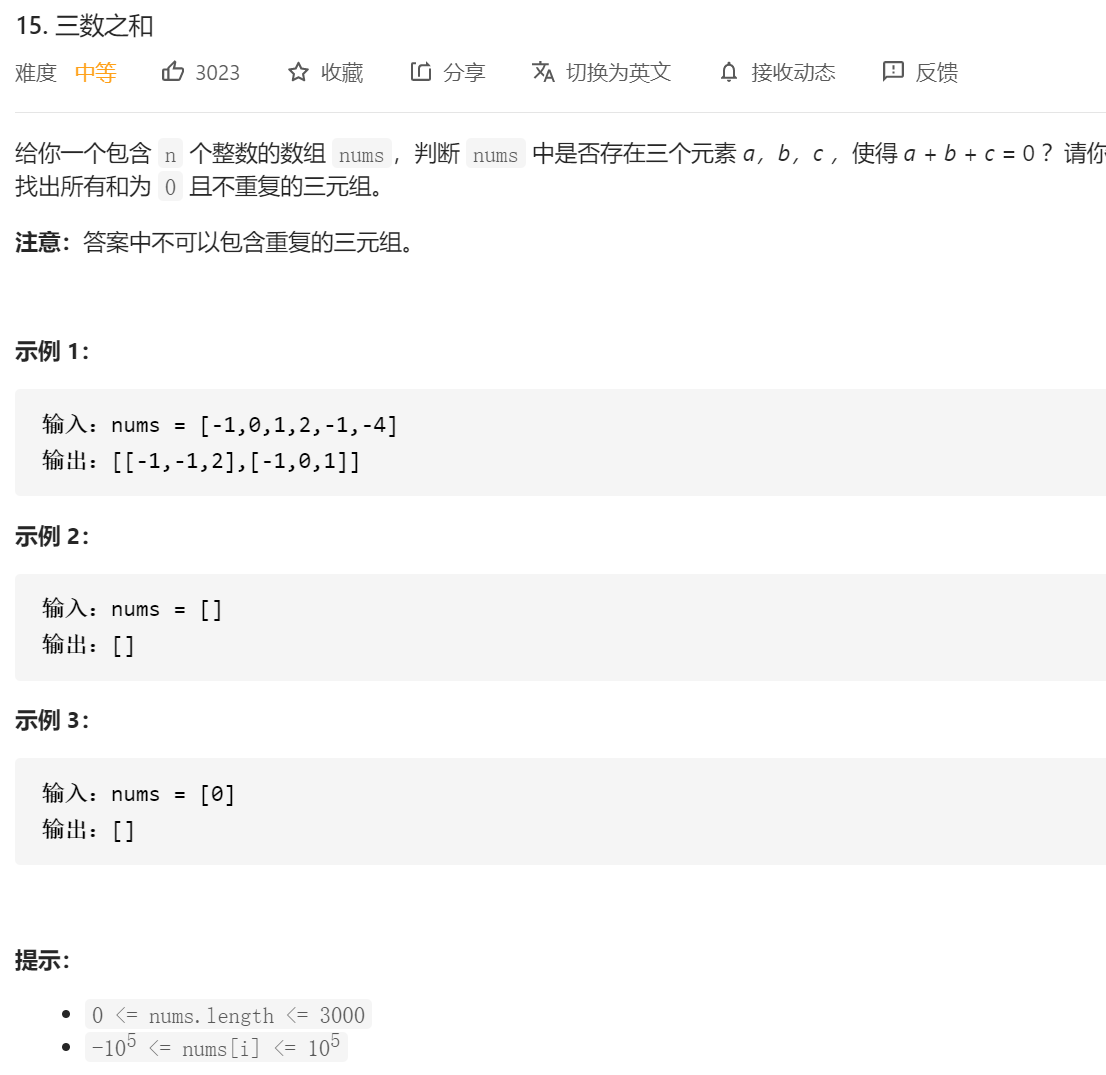 15. 三数之和
难度 中等 3023 收藏 分享 切换为英文 接收动态 反馈
给你一个包含 n 个整数的数组 nums，判断 nums 中是否存在三个元素 a，b，c ，使得 a + b + c = 0 ？请你
找出所有和为 0 且不重复的三元组。
注意：答案中不可以包含重复的三元组。
示例 1：
输入：nums = [-1,0,1,2,-1,-4]
输出：[[-1,-1,2],[-1,0,1]]
示例 2：
输入：nums = []
输出：[]
示例 3：
输入：nums = [0]
输出：[]
提示：
• 0 <= nums.length <= 3000
• -10⁵ <= nums[i] <= 10⁵